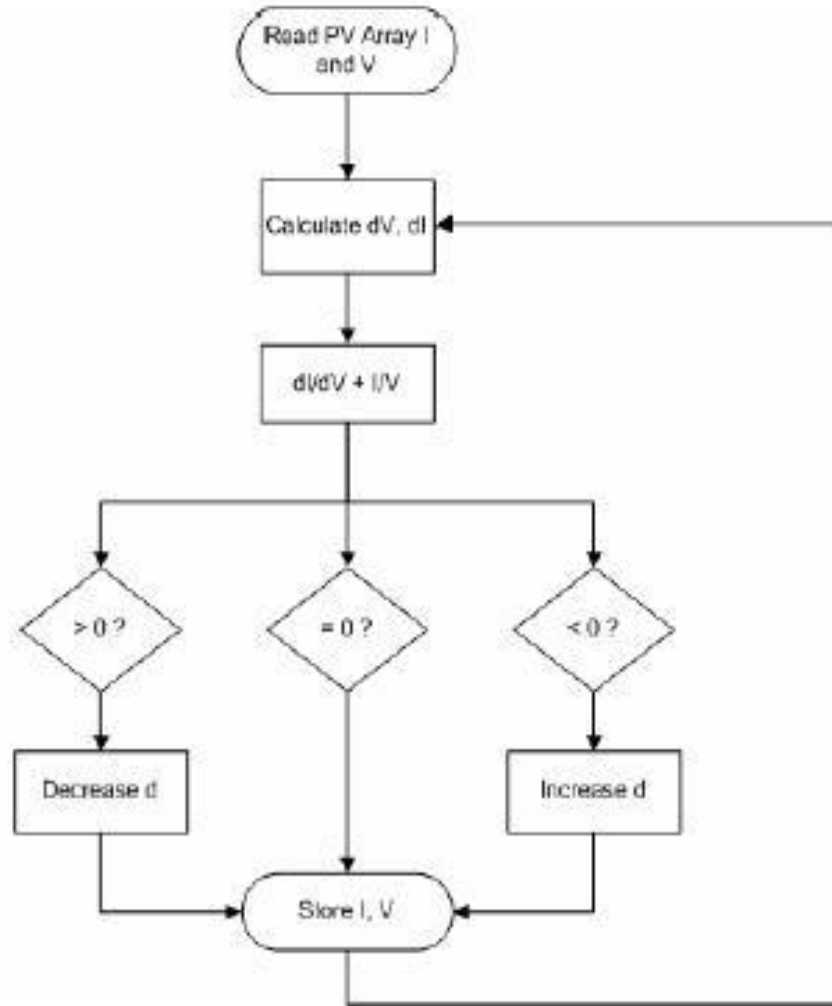 Read PV Array I
and V
Calculate dV, dI
dI/dV + I/V
> 0 ?
= 0 ?
< 0 ?
Decrease d
Increase d
Store I, V